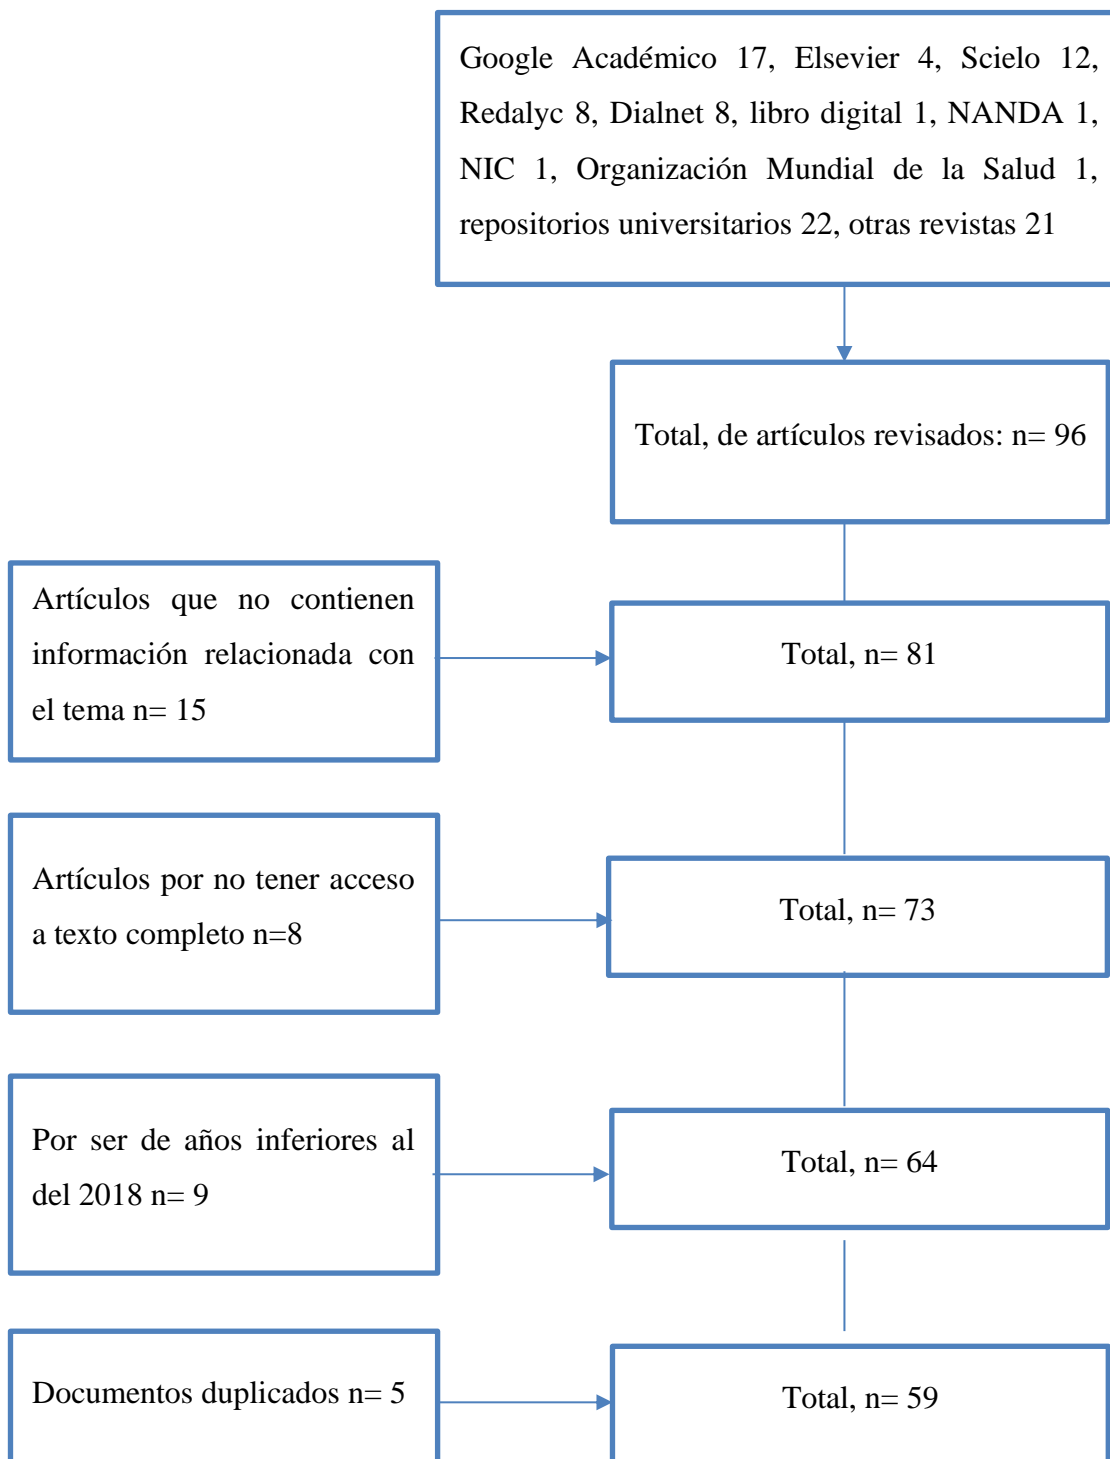 Google Académico 17, Elsevier 4, Scielo 12,
Redalyc 8, Dialnet 8, libro digital 1, NANDA 1,
NIC 1, Organización Mundial de la Salud 1,
repositorios universitarios 22, otras revistas 21
Total, de artículos revisados: n= 96
Artículos que no contienen
información relacionada con
el tema n= 15
Total, n= 81
Artículos por no tener acceso
a texto completo n=8
Total, n= 73
Por ser de años inferiores al
del 2018 n= 9
Total, n= 64
Documentos duplicados n= 5
Total, n= 59